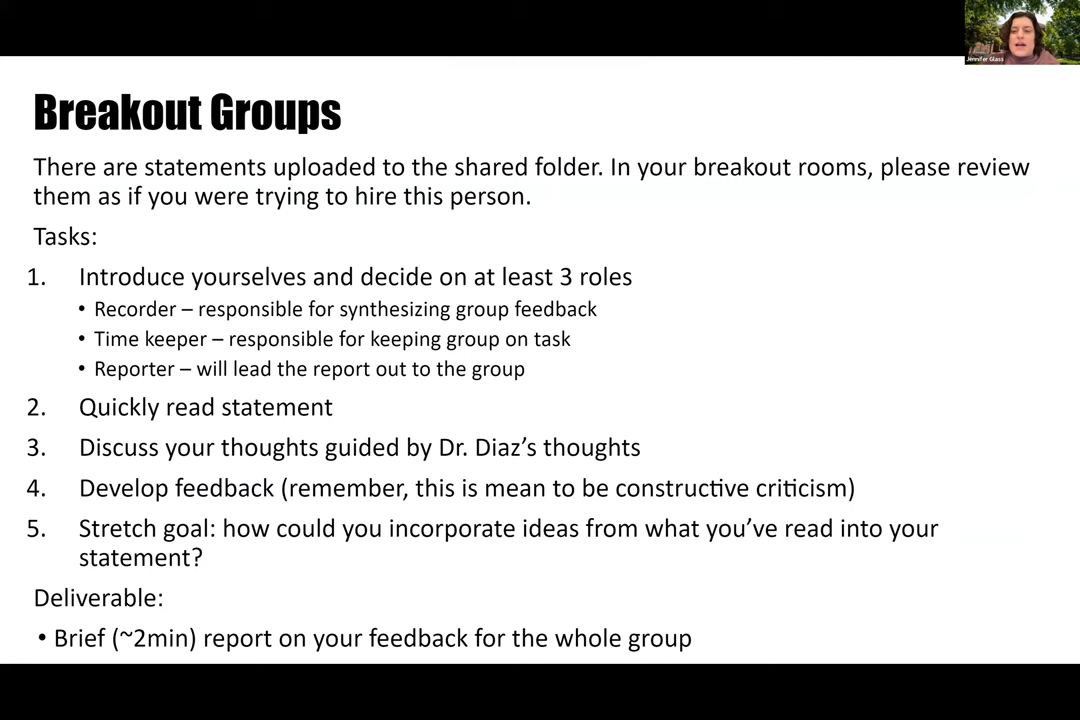 Jennifer Glass
Breakout Groups
There are statements uploaded to the shared folder. In your breakout rooms, please review
them as if you were trying to hire this person.
Tasks:
1. Introduce yourselves and decide on at least 3 roles
• Recorder – responsible for synthesizing group feedback
• Time keeper – responsible for keeping group on task
• Reporter – will lead the report out to the group
2. Quickly read statement
3. Discuss your thoughts guided by Dr. Diaz’s thoughts
4. Develop feedback (remember, this is mean to be constructive criticism)
5. Stretch goal: how could you incorporate ideas from what you’ve read into your
statement?
Deliverable:
• Brief (~2min) report on your feedback for the whole group